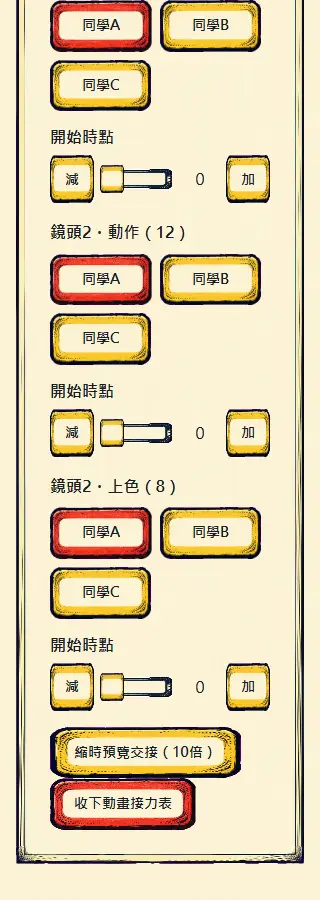 同學A 同學B
同學C
開始時點
減 0 加
鏡頭2・動作（12）
同學A 同學B
同學C
開始時點
減 0 加
鏡頭2・上色（8）
同學A 同學B
同學C
開始時點
減 0 加
縮時預覽交接（10倍）
收下動畫接力表